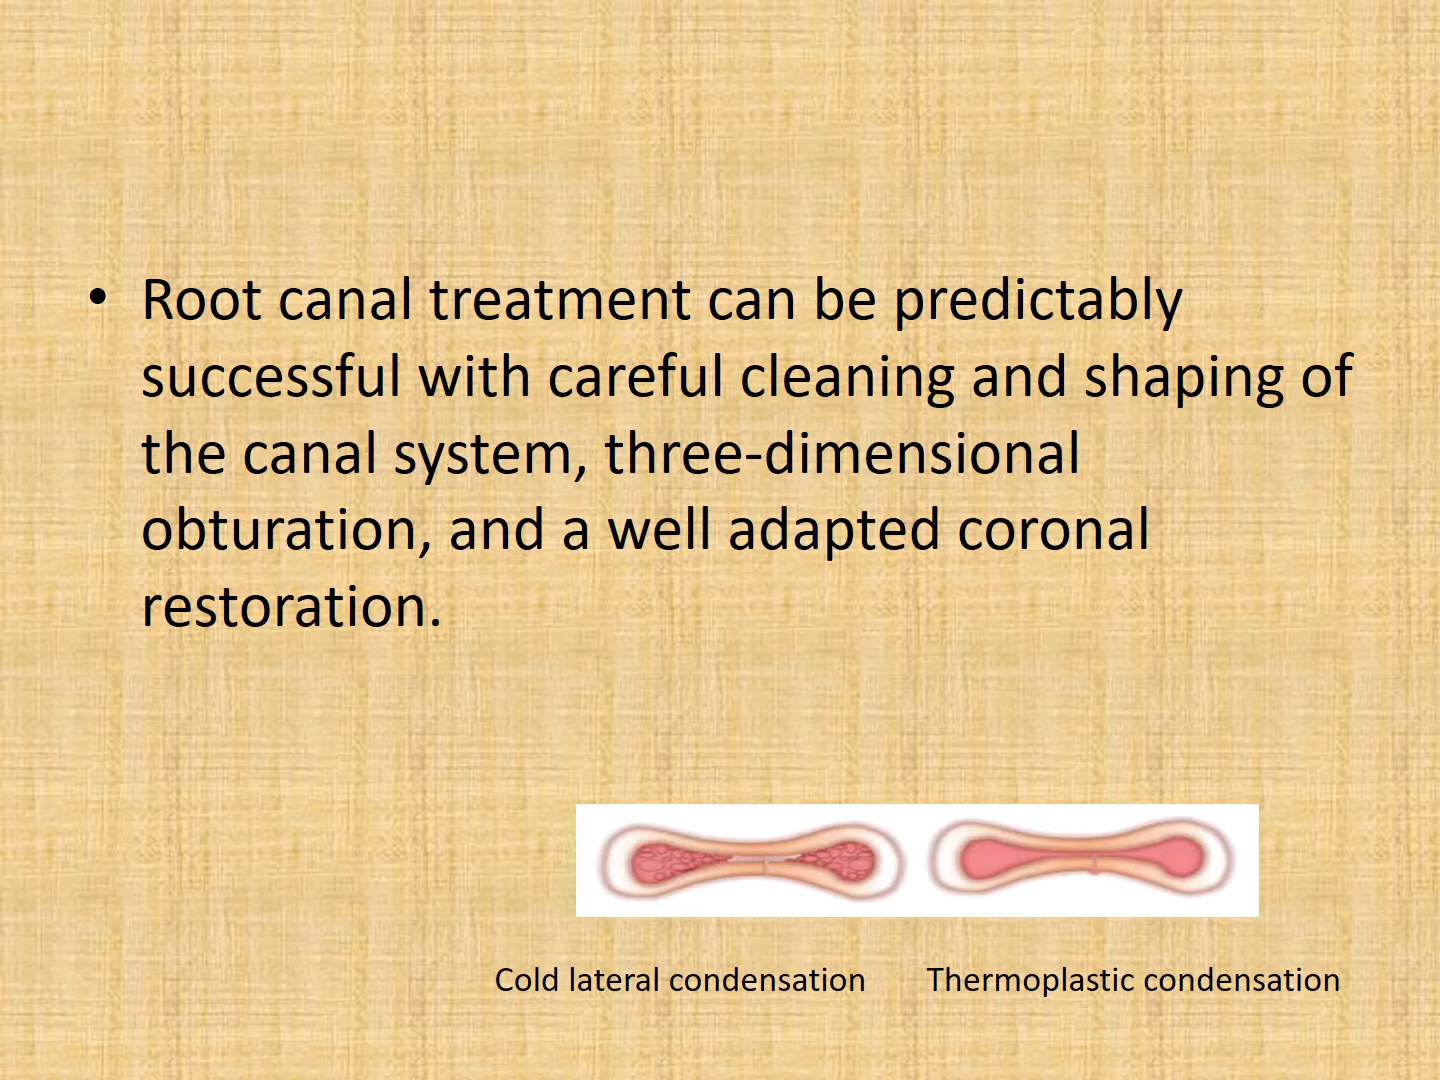 • Root canal treatment can be predictably
successful with careful cleaning and shaping of
the canal system, three-dimensional
obturation, and a well adapted coronal
restoration.
Cold lateral condensation
Thermoplastic condensation